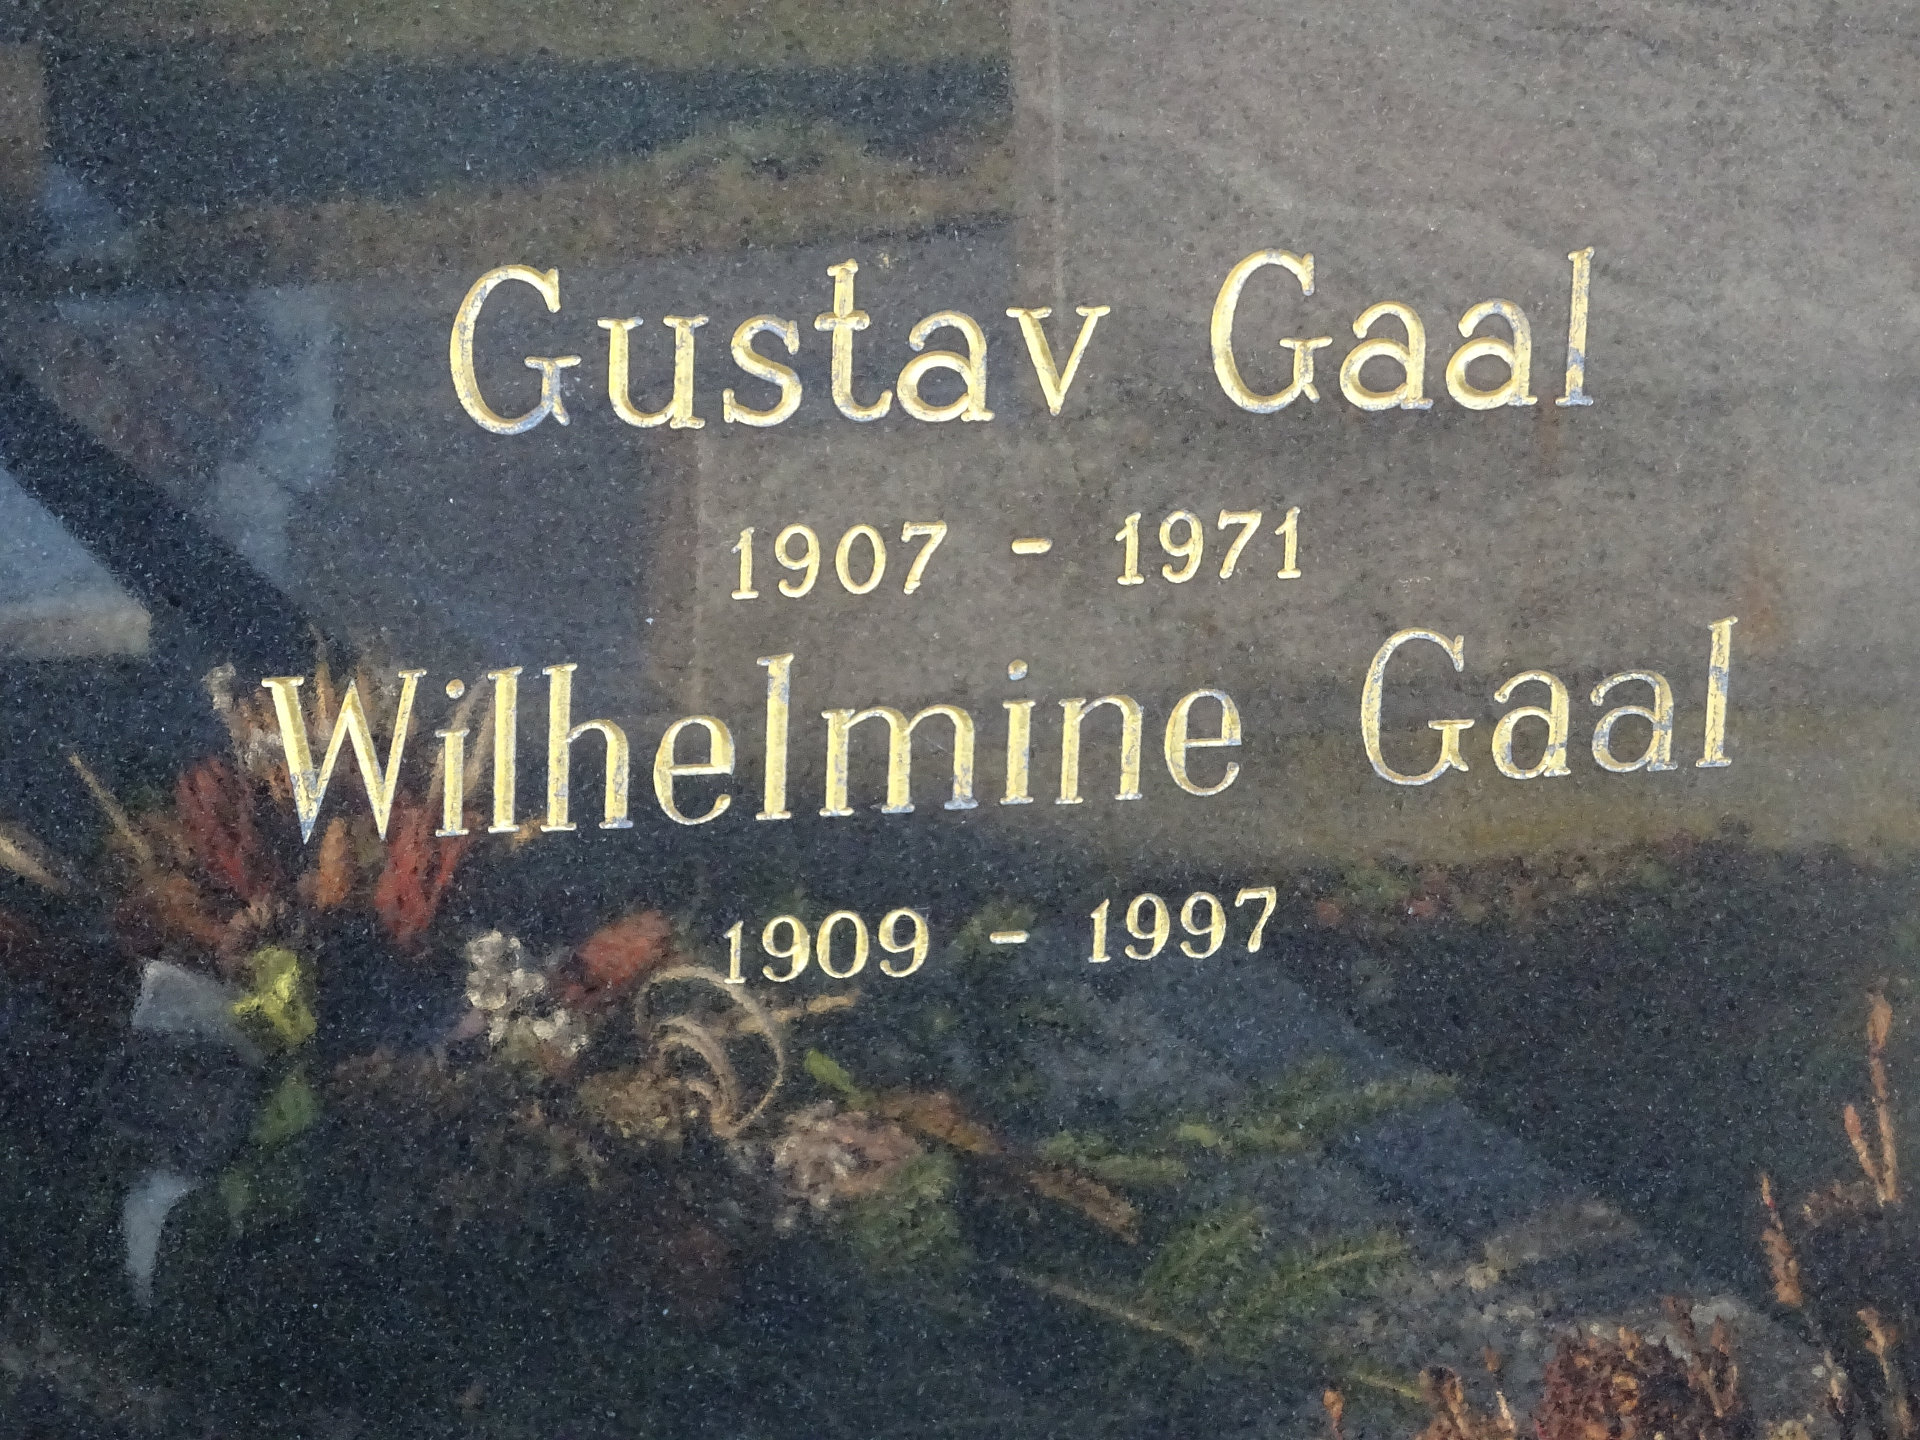 Gustav Gaal
1907 - 1971
Wilhelmine Gaal
1909 - 1997